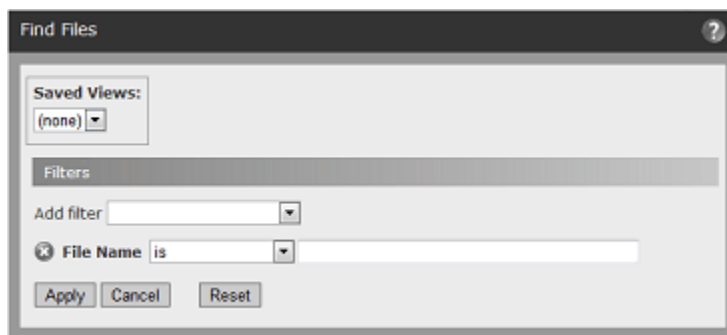 Find Files ?
Saved Views:
(none)
Filters
Add filter
File Name is
Apply Cancel Reset